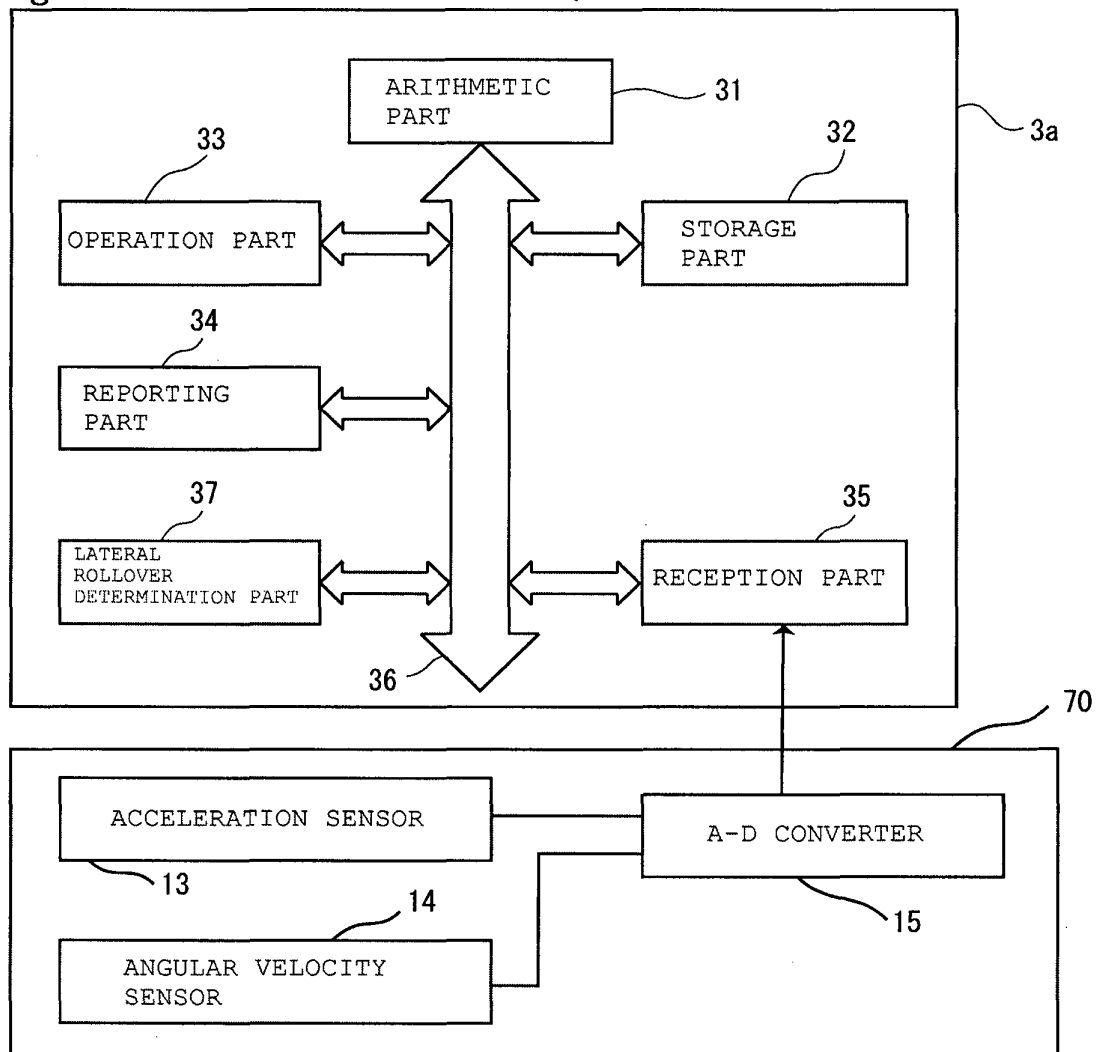 ARITHMETIC
PART
31
3a
33
32
OPERATION PART
STORAGE
PART
34
REPORTING
PART
37
35
LATERAL
ROLLOVER
DETERMINATION PART
RECEPTION PART
36
70
ACCELERATION SENSOR
A-D CONVERTER
13
14
15
ANGULAR VELOCITY
SENSOR